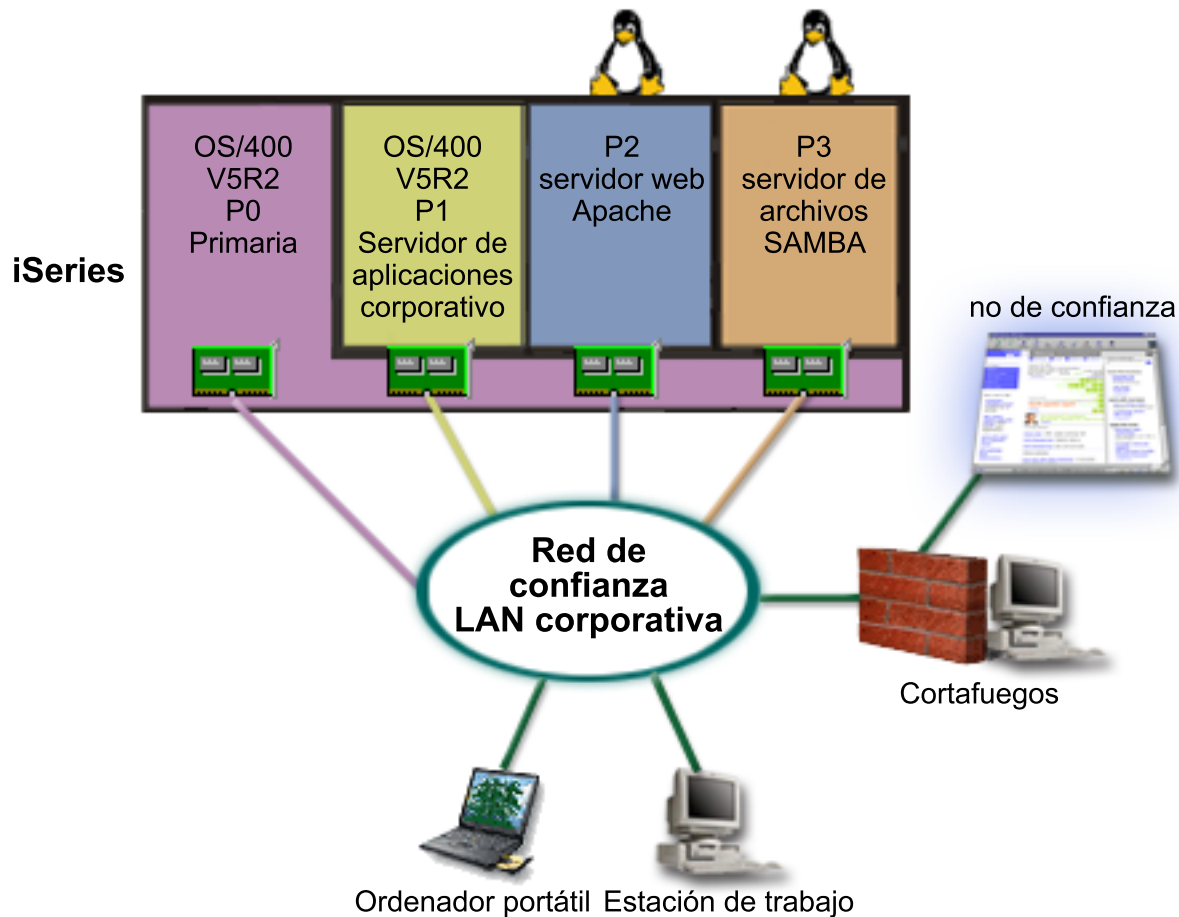 OS/400
V5R2
P0
Primaria
OS/400
V5R2
P1
Servidor de
aplicaciones
corporativo
P2
servidor web
Apache
P3
servidor de
archivos
SAMBA
iSeries
no de confianza
Red de
confianza
LAN corporativa
Cortafuegos
Ordenador portátil
Estación de trabajo